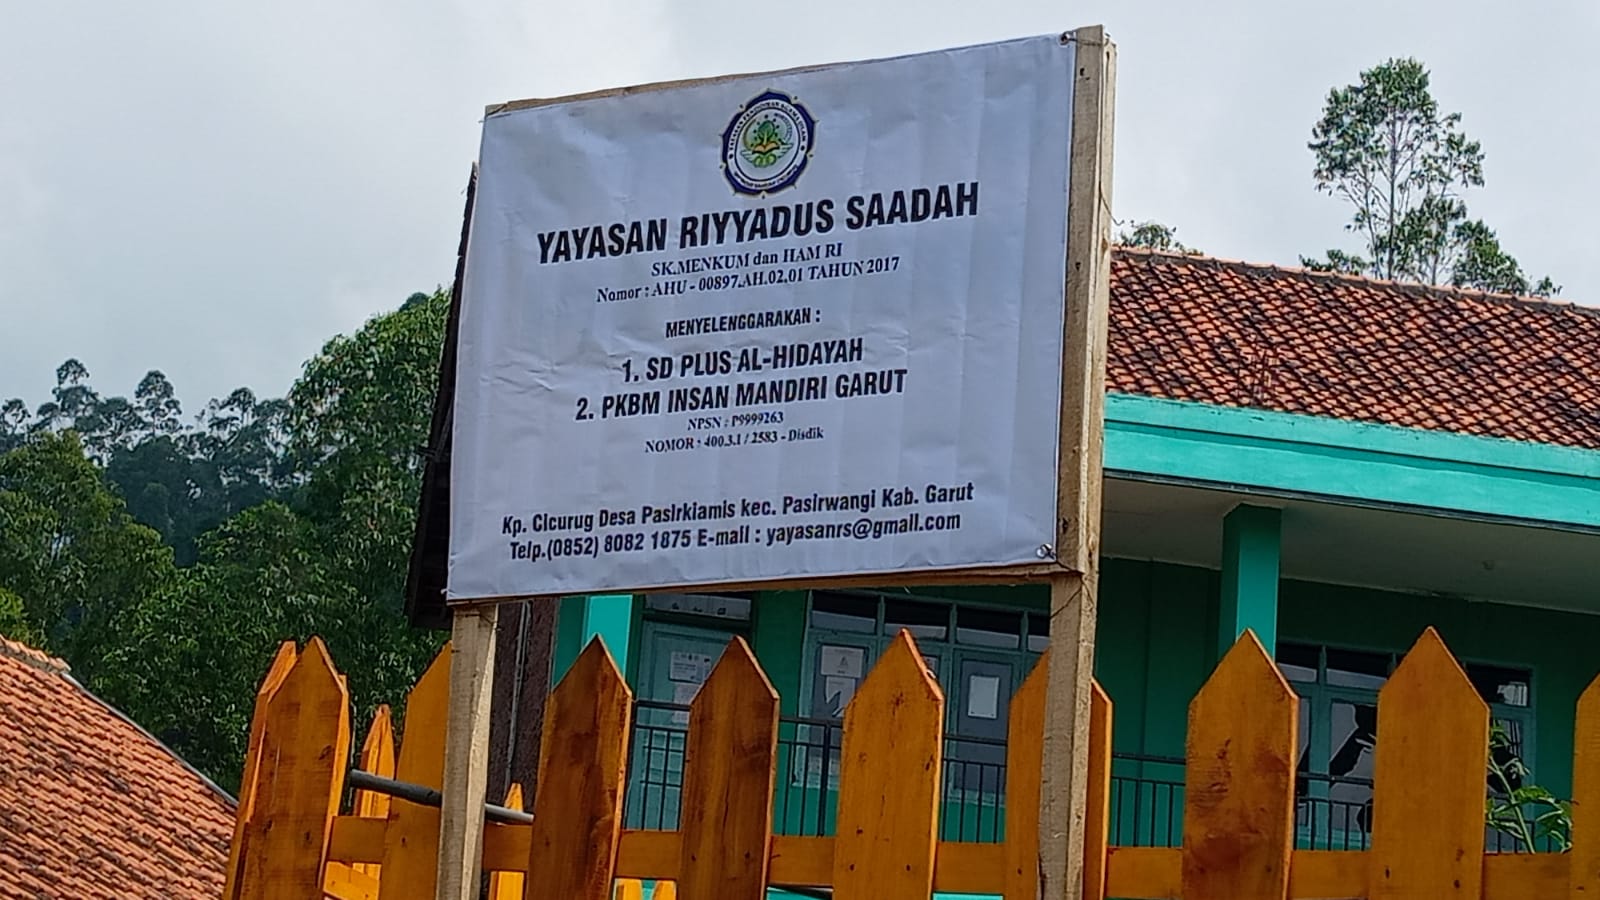 YAYASAN RIYYADUS SAADAH
SK.MENKUM dan HAM RI
Nomor : AHU - 00897.AH.02.01 TAHUN 2017
MENYELENGGARAKAN :
1. SD PLUS AL-HIDAYAH
2. PKBM INSAN MANDIRI GARUT
NPSN : P9999263
NOMOR : 400.3.1 / 2583 - Disdik
Kp. Cicurug Desa Pasirkiamis kec. Pasirwangi Kab. Garut
Telp.(0852) 8082 1875 E-mail : yayasanrs@gmail.com